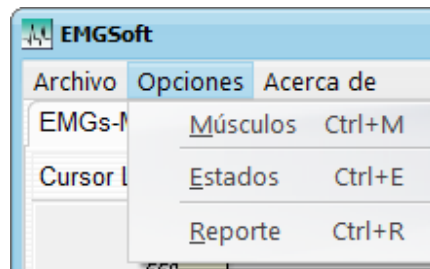 EMGSoft
Archivo Opciones Acerca de
EMGs-
Músculos Ctrl+M
Cursor
Estados Ctrl+E
Reporte Ctrl+R